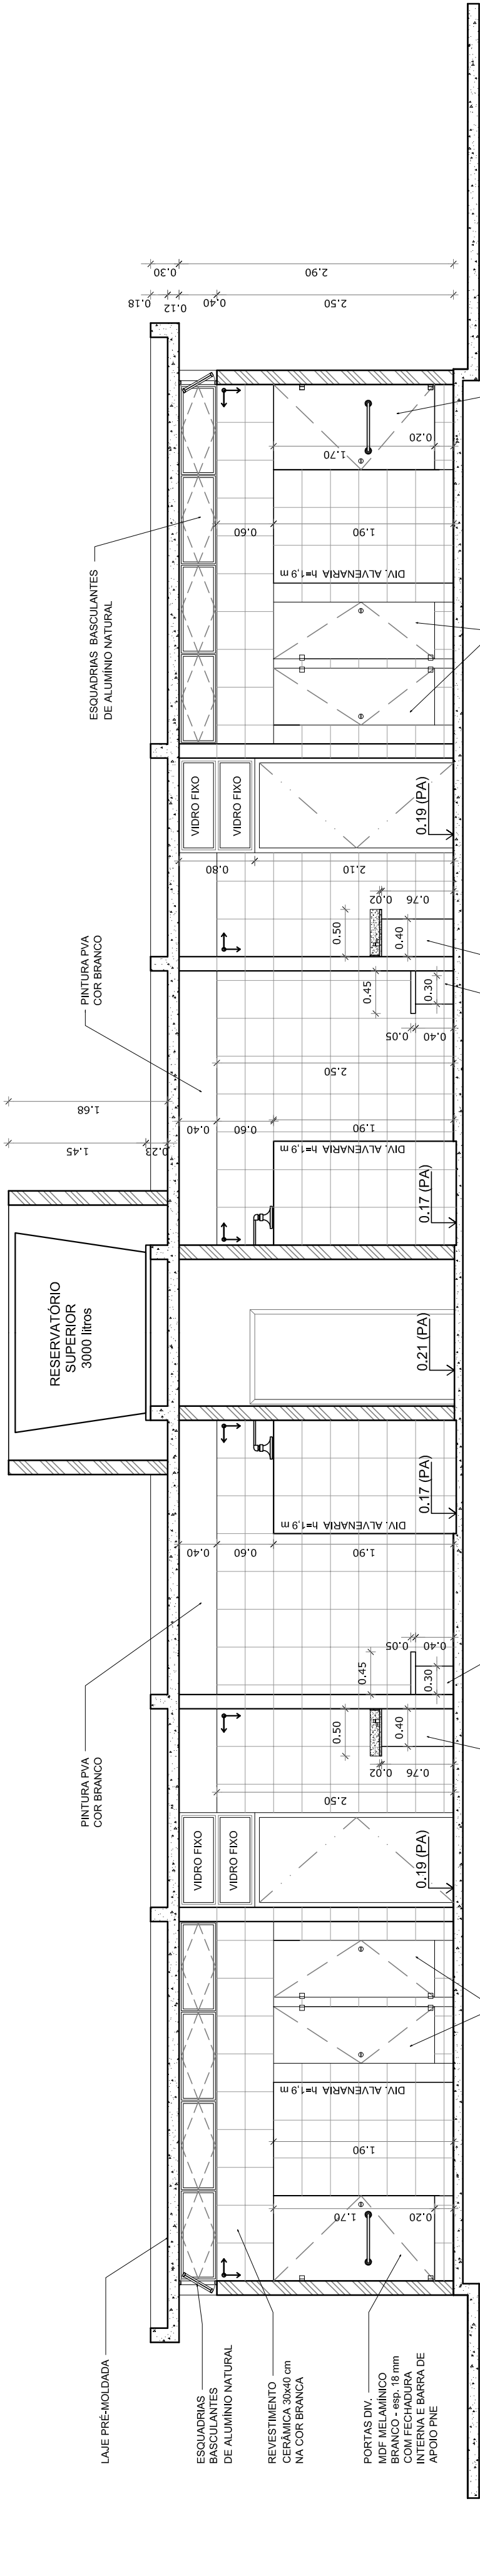 LAJE PRÉ-MOLDADA
ESQUADRIAS
BASCULANTES
DE ALUMÍNIO NATURAL
REVESTIMENTO
CERÂMICA 30x40 cm
NA COR BRANCA
PORTAS DIV.
MDF MELAMÍNICO
BRANCO - esp. 18 mm
COM FECHADURA
INTERNA E BARRA DE
APOIO PNE
1.70
0.20
1.90
DIV. ALVENARIA h=1,9 m
VIDRO FIXO
VIDRO FIXO
0.19 (PA)
PINTURA PVA
COR BRANCO
2.50
0.50
0.40
0.02
0.76
0.45
0.30
0.05
0.40
0.40
0.60
1.90
DIV. ALVENARIA h=1,9 m
0.17 (PA)
RESERVATÓRIO
SUPERIOR
3000 litros
0.21 (PA)
1.45
0.23
1.68
0.17 (PA)
DIV. ALVENARIA h=1,9 m
0.40
0.60
1.90
2.50
PINTURA PVA
COR BRANCO
0.45
0.30
0.05
0.40
0.50
0.40
0.02
0.76
0.80
2.10
VIDRO FIXO
VIDRO FIXO
0.19 (PA)
ESQUADRIAS BASCULANTES
DE ALUMÍNIO NATURAL
DIV. ALVENARIA h=1,9 m
0.60
1.90
1.70
0.20
0.18
0.12
0.40
2.50
0.30
2.90